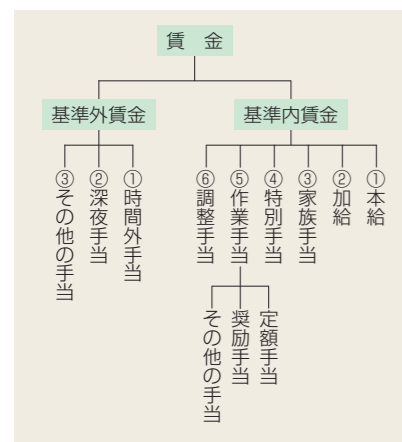 賃　金
基準内賃金
①本給
②加給
③家族手当
④特別手当
⑤作業手当
定額手当
奨励手当
その他の手当
⑥調整手当
基準外賃金
①時間外手当
②深夜手当
③その他の手当